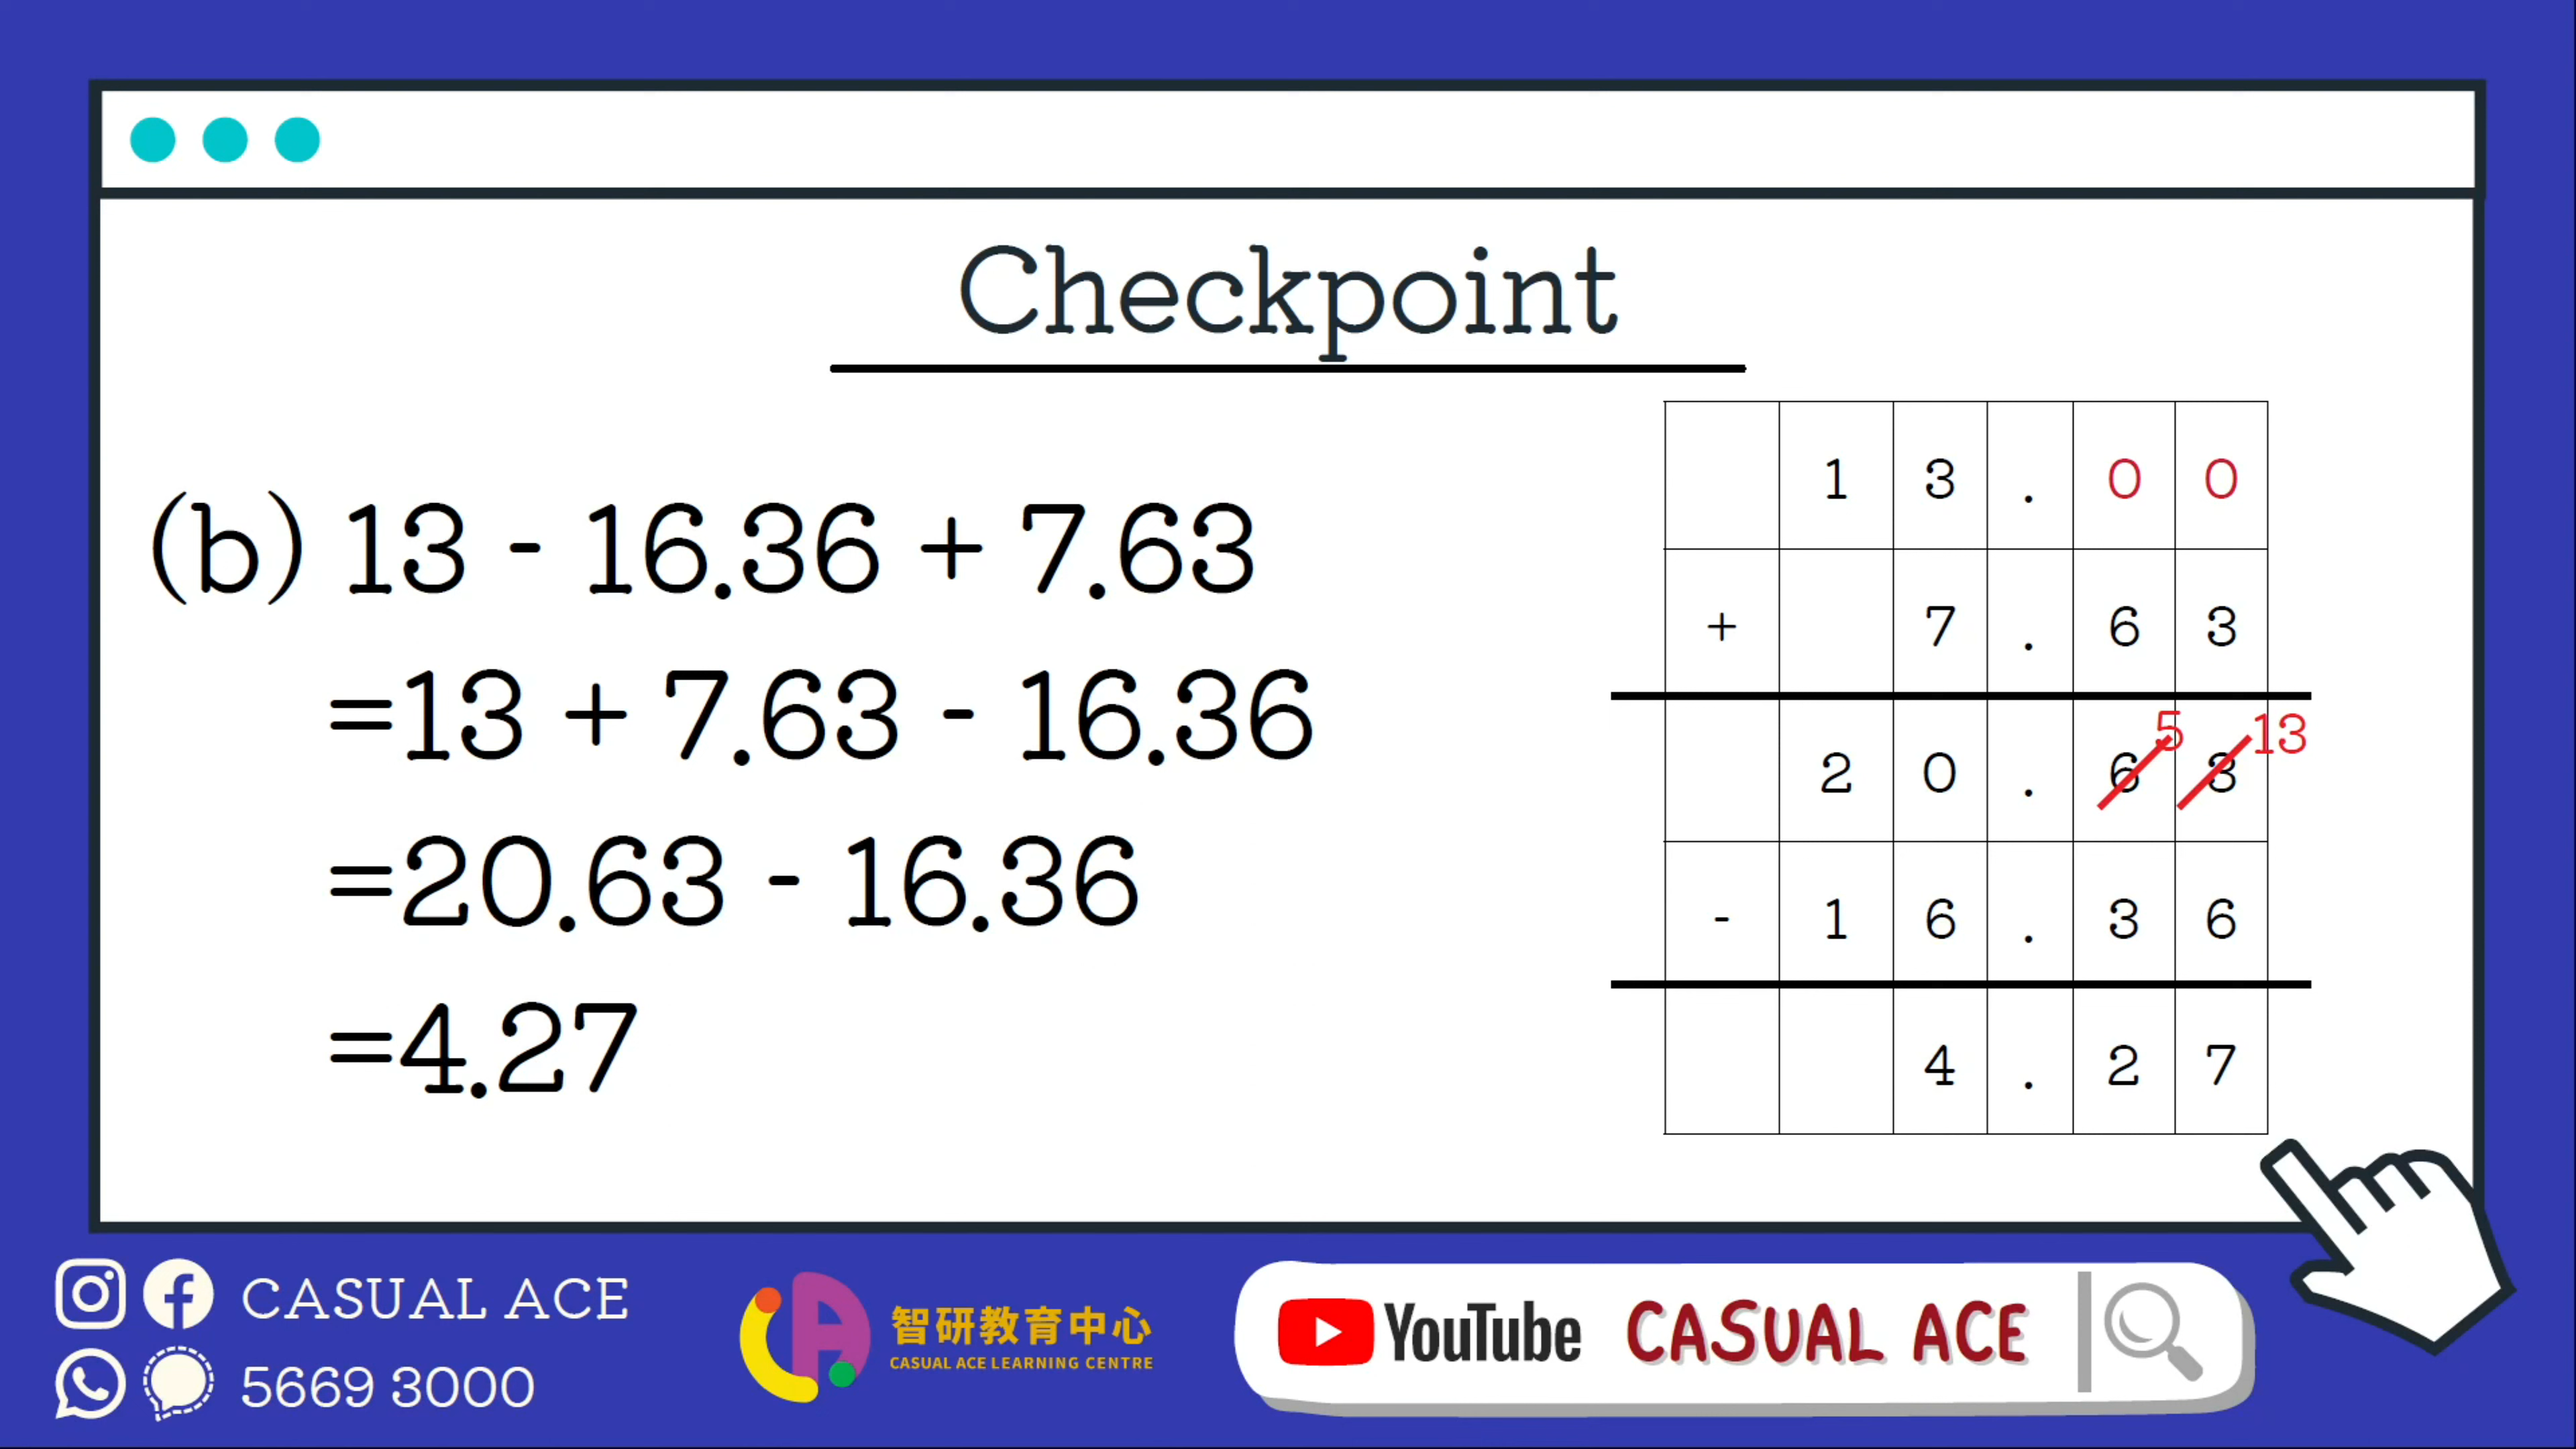 Checkpoint
(b) 13 - 16.36 + 7.63
=13 + 7.63 - 16.36
=20.63 - 16.36
=4.27
1 3 . 0 0
+ 7 . 6 3
5 13
2 0 . 6 3
- 1 6 . 3 6
4 . 2 7
CASUAL ACE
5669 3000
智研教育中心
CASUAL ACE LEARNING CENTRE
YouTube CASUAL ACE